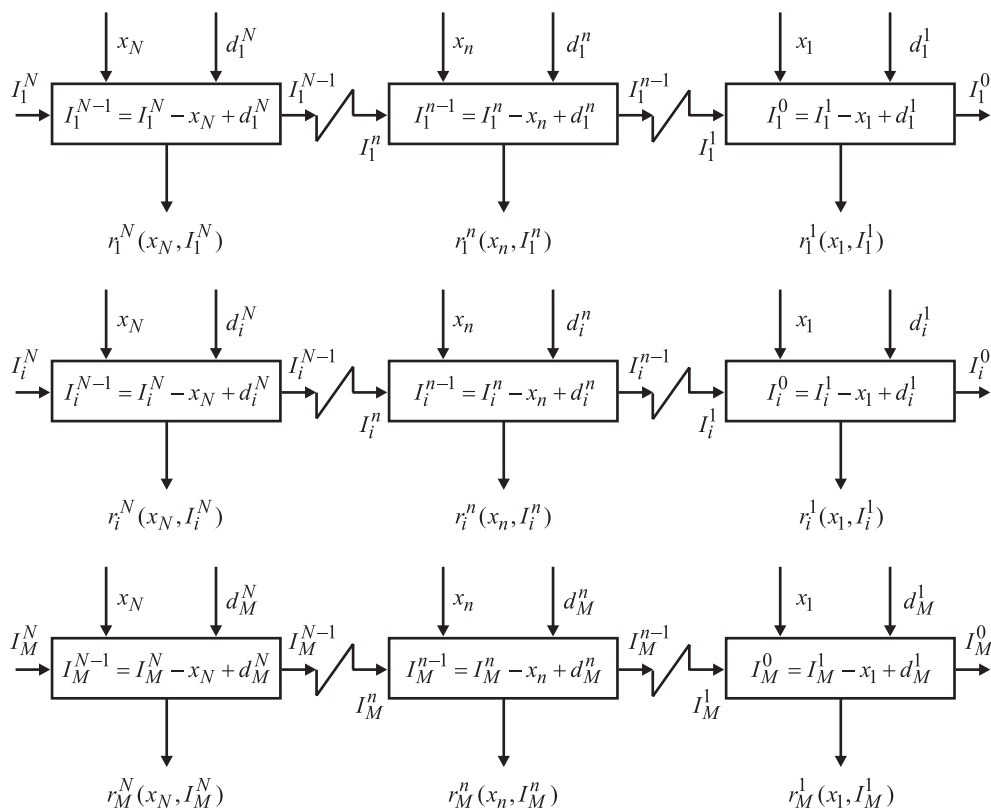 x_N d_1^N x_n d_1^n x_1 d_1^1
I_1^N I_1^{N-1} I_1^{n-1} I_1^0
I_1^{N-1} = I_1^N - x_N + d_1^N I_1^{n-1} = I_1^n - x_n + d_1^n I_1^0 = I_1^1 - x_1 + d_1^1
I_1^n I_1^1
r_1^N(x_N, I_1^N) r_1^n(x_n, I_1^n) r_1^1(x_1, I_1^1)
x_N d_i^N x_n d_i^n x_1 d_i^1
I_i^N I_i^{N-1} I_i^{n-1} I_i^0
I_i^{N-1} = I_i^N - x_N + d_i^N I_i^{n-1} = I_i^n - x_n + d_i^n I_i^0 = I_i^1 - x_1 + d_i^1
I_i^n I_i^1
r_i^N(x_N, I_i^N) r_i^n(x_n, I_i^n) r_i^1(x_1, I_i^1)
x_N d_M^N x_n d_M^n x_1 d_M^1
I_M^N I_M^{N-1} I_M^{n-1} I_M^0
I_M^{N-1} = I_M^N - x_N + d_M^N I_M^{n-1} = I_M^n - x_n + d_M^n I_M^0 = I_M^1 - x_1 + d_M^1
I_M^n I_M^1
r_M^N(x_N, I_M^N) r_M^n(x_n, I_M^n) r_M^1(x_1, I_M^1)